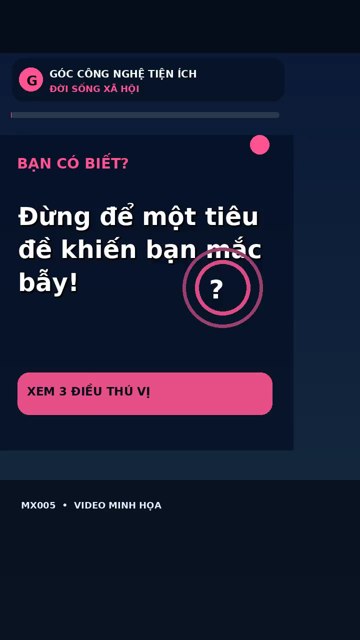 G
GÓC CÔNG NGHỆ TIỆN ÍCH
ĐỜI SỐNG XÃ HỘI
BẠN CÓ BIẾT?
Đừng để một tiêu
đề khiến bạn mắc
bẫy!
?
XEM 3 ĐIỀU THÚ VỊ
MX005 • VIDEO MINH HỌA